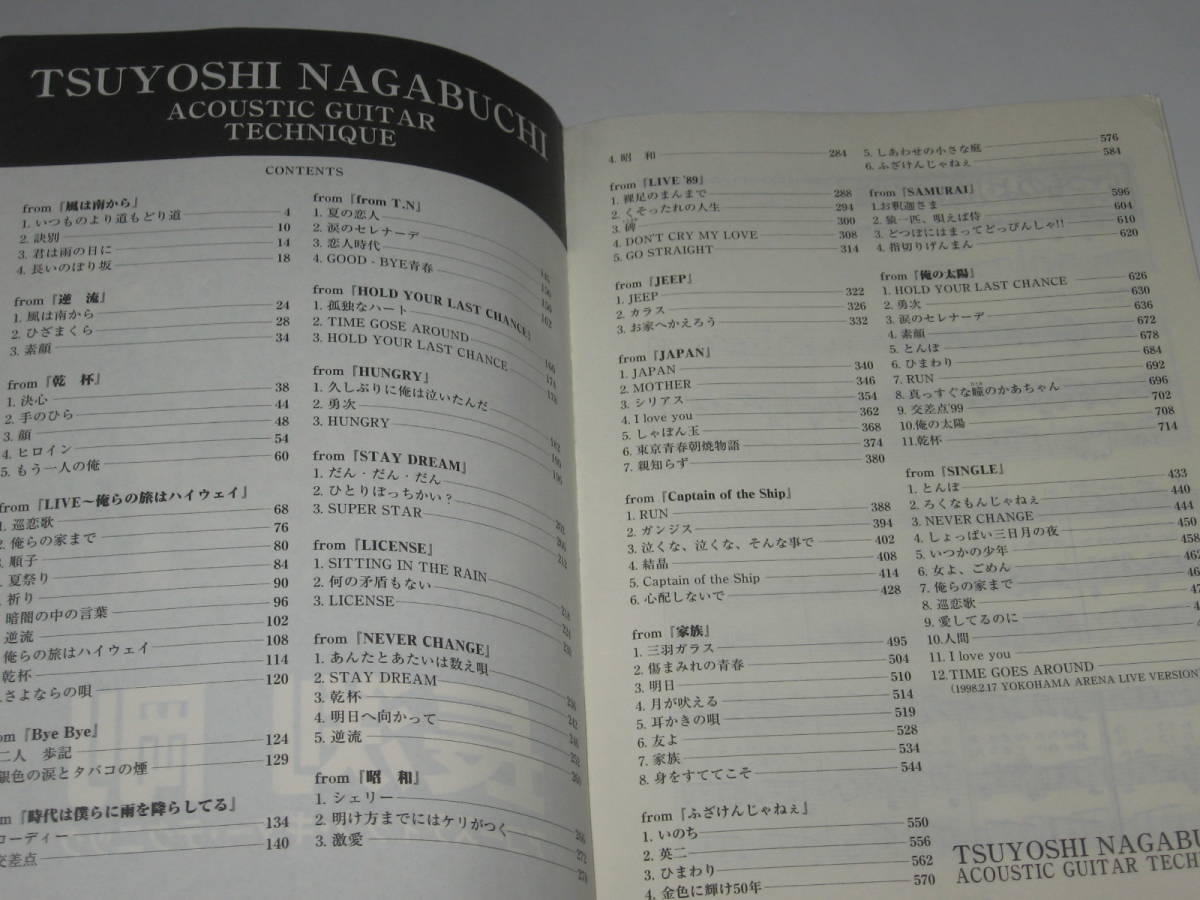 TSUYOSHI NAGABUCHI
ACOUSTIC GUITAR
TECHNIQUE
CONTENTS
from『風は南から』
1. いつものより道もどり道 4
2. 訣別 10
3. 君は雨の日に 14
4. 長いのぼり坂 18
from『逆 流』
1. 風は南から 24
2. ひざまくら 28
3. 素顔 34
from『乾 杯』
1. 決心 38
2. 手のひら 44
3. 顔 48
4. ヒロイン 54
5. もう一人の俺 60
from『LIVE～俺らの旅はハイウェイ』
1. 巡恋歌 68
2. 俺らの家まで 76
3. 順子 80
夏祭り 84
祈り 90
暗闇の中の言葉 96
逆流 102
俺らの旅はハイウェイ 108
乾杯 114
さよならの唄 120
from『Bye Bye』
二人 歩記 124
銀色の涙とタバコの煙 129
『時代は僕らに雨を降らしてる』
コーディー 134
交差点 140
from『from T.N』
1. 夏の恋人
2. 涙のセレナーデ
3. 恋人時代 150
4. GOOD - BYE青春 156
from『HOLD YOUR LAST CHANCE』 162
1. 孤独なハート
2. TIME GOSE AROUND 166
3. HOLD YOUR LAST CHANCE 174
from『HUNGRY』 178
1. 久しぶりに俺は泣いたんだ
2. 勇次
3. HUNGRY 182
from『STAY DREAM』 190
1. だん・だん・だん 196
2. ひとりぼっちかい？
3. SUPER STAR 202
from『LICENSE』 206
1. SITTING IN THE RAIN 212
2. 何の矛盾もない
3. LICENSE 218
from『NEVER CHANGE』 224
1. あんたとあたいは数え唄 230
2. STAY DREAM
3. 乾杯 236
4. 明日へ向かって 242
5. 逆流 248
252
from『昭 和』 260
1. シェリー
2. 明け方までにはケリがつく 266
3. 激愛 272
278
4. 昭 和 284
from『LIVE '89』
1. 裸足のまんまで 288
2. くそったれの人生 294
3. 碑 300
4. DON'T CRY MY LOVE 308
5. GO STRAIGHT 314
from『JEEP』
1. JEEP 322
2. カラス 326
3. お家へかえろう 332
from『JAPAN』
1. JAPAN 340
2. MOTHER 346
3. シリアス 354
4. I love you 362
5. しゃぼん玉 368
6. 東京青春朝焼物語 374
7. 親知らず 380
from『Captain of the Ship』
1. RUN 388
2. ガンジス 394
3. 泣くな、泣くな、そんな事で 402
4. 結晶 408
5. Captain of the Ship 414
6. 心配しないで 428
from『家族』
1. 三羽ガラス 495
2. 傷まみれの青春 504
3. 明日 510
4. 月が吠える 514
5. 耳かきの唄 519
6. 友よ 528
7. 家族 534
8. 身をすててこそ 544
from『ふざけんじゃねぇ』
1. いのち 550
2. 英二 556
3. ひまわり 562
4. 金色に輝け50年 570
5. しあわせの小さな庭 576
6. ふざけんじゃねぇ 584
from『SAMURAI』
1.お釈迦さま 596
2. 狼一匹、唄えば侍 604
3. どつぼにはまってどっぴんしゃ!! 610
4. 指切りげんまん 620
from『俺の太陽』
1. HOLD YOUR LAST CHANCE 626
2. 勇次 630
3. 涙のセレナーデ 636
4. 素顔 672
5. とんぼ 678
6. ひまわり 684
7. RUN 692
8. 真っすぐな瞳のかあちゃん 696
9. 交差点'99 702
10.俺の太陽 708
11.乾杯 714
from『SINGLE』
1. とんぼ 433
2. ろくなもんじゃねぇ 440
3. NEVER CHANGE 444
4. しょっぱい三日月の夜 450
5. いつかの少年 458
6. 女よ、ごめん 462
7. 俺らの家まで
8. 巡恋歌
9. 愛してるのに
10. 人間
11. I love you
12. TIME GOES AROUND
(1998.2.17 YOKOHAMA ARENA LIVE VERSION)
TSUYOSHI NAGABU
ACOUSTIC GUITAR TECH